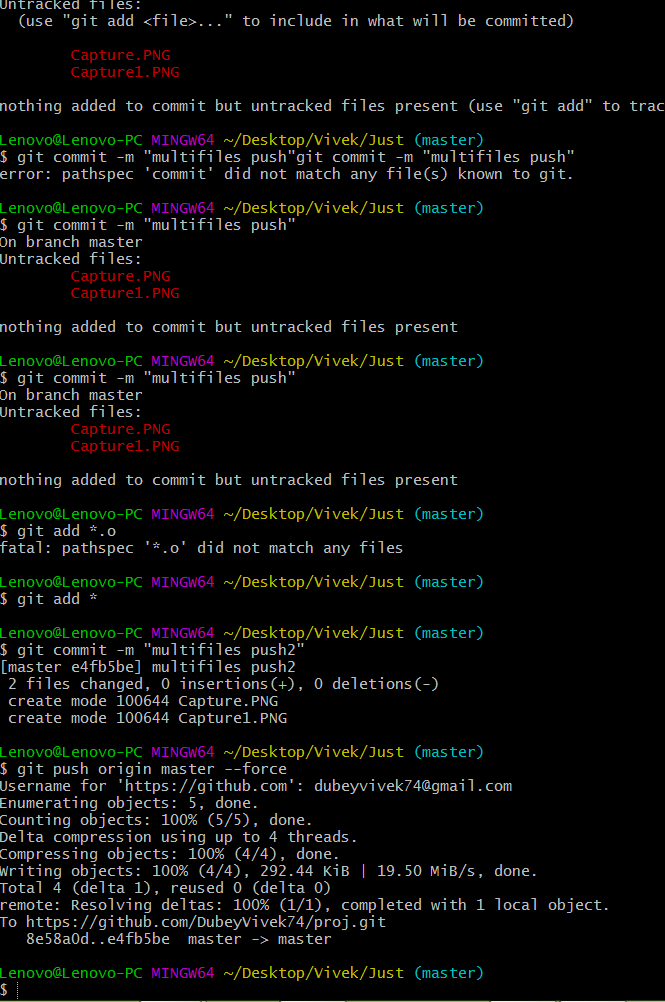 Untracked files:
  (use "git add <file>..." to include in what will be committed)
        Capture.PNG
        Capture1.PNG
nothing added to commit but untracked files present (use "git add" to trac
Lenovo@Lenovo-PC MINGW64 ~/Desktop/Vivek/Just (master)
$ git commit -m "multifiles push"git commit -m "multifiles push"
error: pathspec 'commit' did not match any file(s) known to git.
Lenovo@Lenovo-PC MINGW64 ~/Desktop/Vivek/Just (master)
$ git commit -m "multifiles push"
On branch master
Untracked files:
        Capture.PNG
        Capture1.PNG
nothing added to commit but untracked files present
Lenovo@Lenovo-PC MINGW64 ~/Desktop/Vivek/Just (master)
$ git commit -m "multifiles push"
On branch master
Untracked files:
        Capture.PNG
        Capture1.PNG
nothing added to commit but untracked files present
Lenovo@Lenovo-PC MINGW64 ~/Desktop/Vivek/Just (master)
$ git add *.o
fatal: pathspec '*.o' did not match any files
Lenovo@Lenovo-PC MINGW64 ~/Desktop/Vivek/Just (master)
$ git add *
Lenovo@Lenovo-PC MINGW64 ~/Desktop/Vivek/Just (master)
$ git commit -m "multifiles push2"
[master e4fb5be] multifiles push2
 2 files changed, 0 insertions(+), 0 deletions(-)
 create mode 100644 Capture.PNG
 create mode 100644 Capture1.PNG
Lenovo@Lenovo-PC MINGW64 ~/Desktop/Vivek/Just (master)
$ git push origin master --force
Username for 'https://github.com': dubeyvivek74@gmail.com
Enumerating objects: 5, done.
Counting objects: 100% (5/5), done.
Delta compression using up to 4 threads.
Compressing objects: 100% (4/4), done.
Writing objects: 100% (4/4), 292.44 KiB | 19.50 MiB/s, done.
Total 4 (delta 1), reused 0 (delta 0)
remote: Resolving deltas: 100% (1/1), completed with 1 local object.
To https://github.com/DubeyVivek74/proj.git
   8e58a0d..e4fb5be  master -> master
Lenovo@Lenovo-PC MINGW64 ~/Desktop/Vivek/Just (master)
$